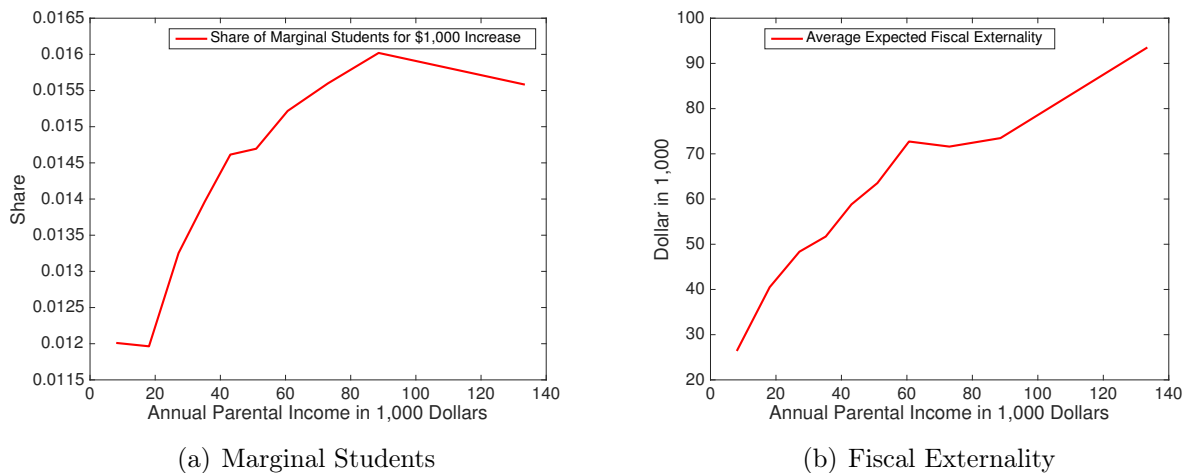 Share of Marginal Students for $1,000 Increase
0.0165
0.016
0.0155
0.015
0.0145
0.014
0.0135
0.013
0.0125
0.012
0.0115
Share
0 20 40 60 80 100 120 140
Annual Parental Income in 1,000 Dollars
(a) Marginal Students
Average Expected Fiscal Externality
100
90
80
70
60
50
40
30
20
Dollar in 1,000
0 20 40 60 80 100 120 140
Annual Parental Income in 1,000 Dollars
(b) Fiscal Externality